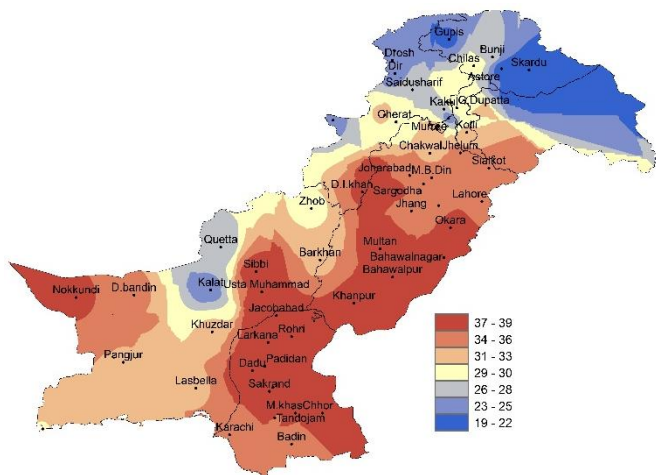 Gupis
Drosh
Bunji
Dir
Chilas
Skardu
Astore
Saidusharif
Kakul
G.Dupatta
Cherat
Murree
Kotli
Chakwal
Jhelum
Sialkot
Joharabad
M.B.Din
D.I.khan
Sargodha
Lahore
Zhob
Jhang
Okara
Quetta
Multan
Barkhan
Bahawalnagar
Sibbi
Bahawalpur
Nokkundi
D.bandin
Kalat
Usta Muhammad
Khanpur
Jacobabad
Khuzdar
Larkana
Rohri
Pangjur
Dadu
Padidan
Lasbella
Sakrand
M.khas
Chhor
Tandojam
Karachi
Badin
37 - 39
34 - 36
31 - 33
29 - 30
26 - 28
23 - 25
19 - 22